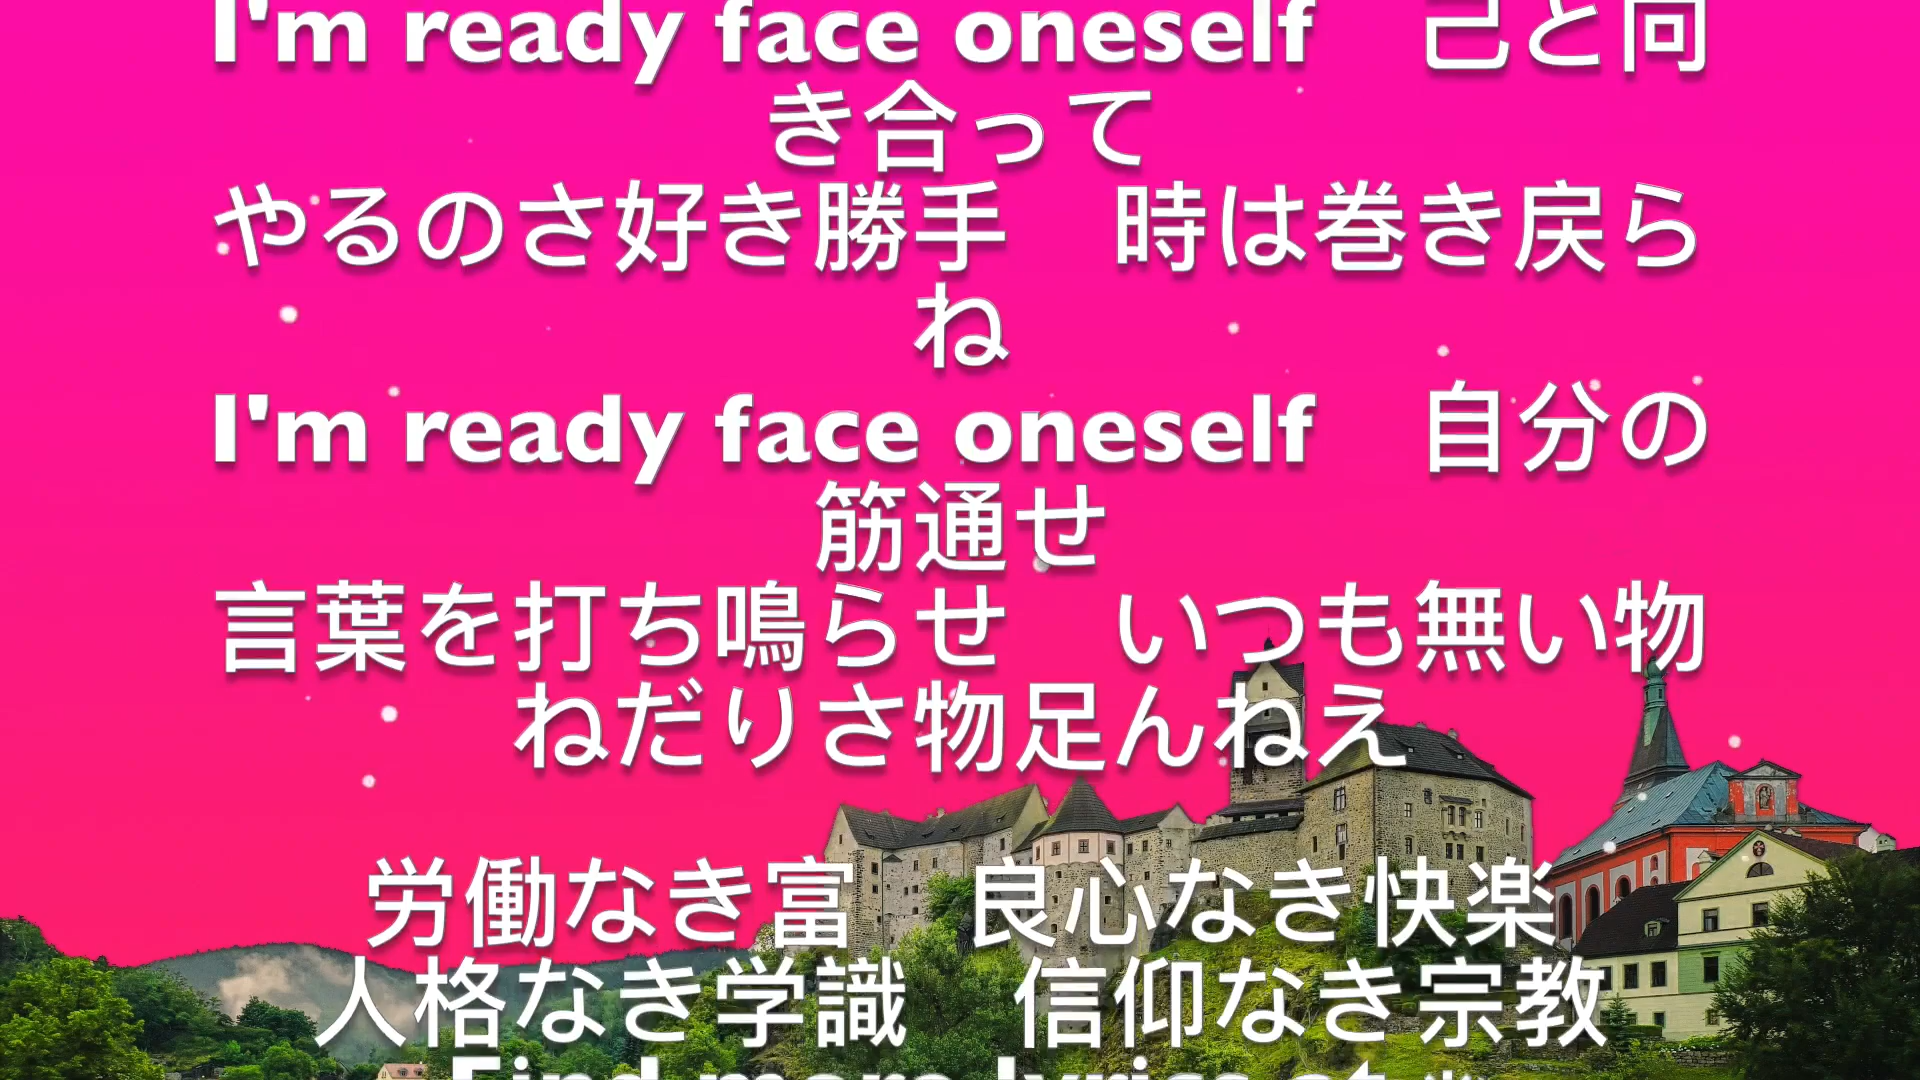 I'm ready face oneself　己と向
き合って
やるのさ好き勝手　時は巻き戻ら
ね
I'm ready face oneself　自分の
筋通せ
言葉を打ち鳴らせ　いつも無い物
ねだりさ物足んねえ
労働なき富　良心なき快楽
人格なき学識　信仰なき宗教
Find more lyrics at ※